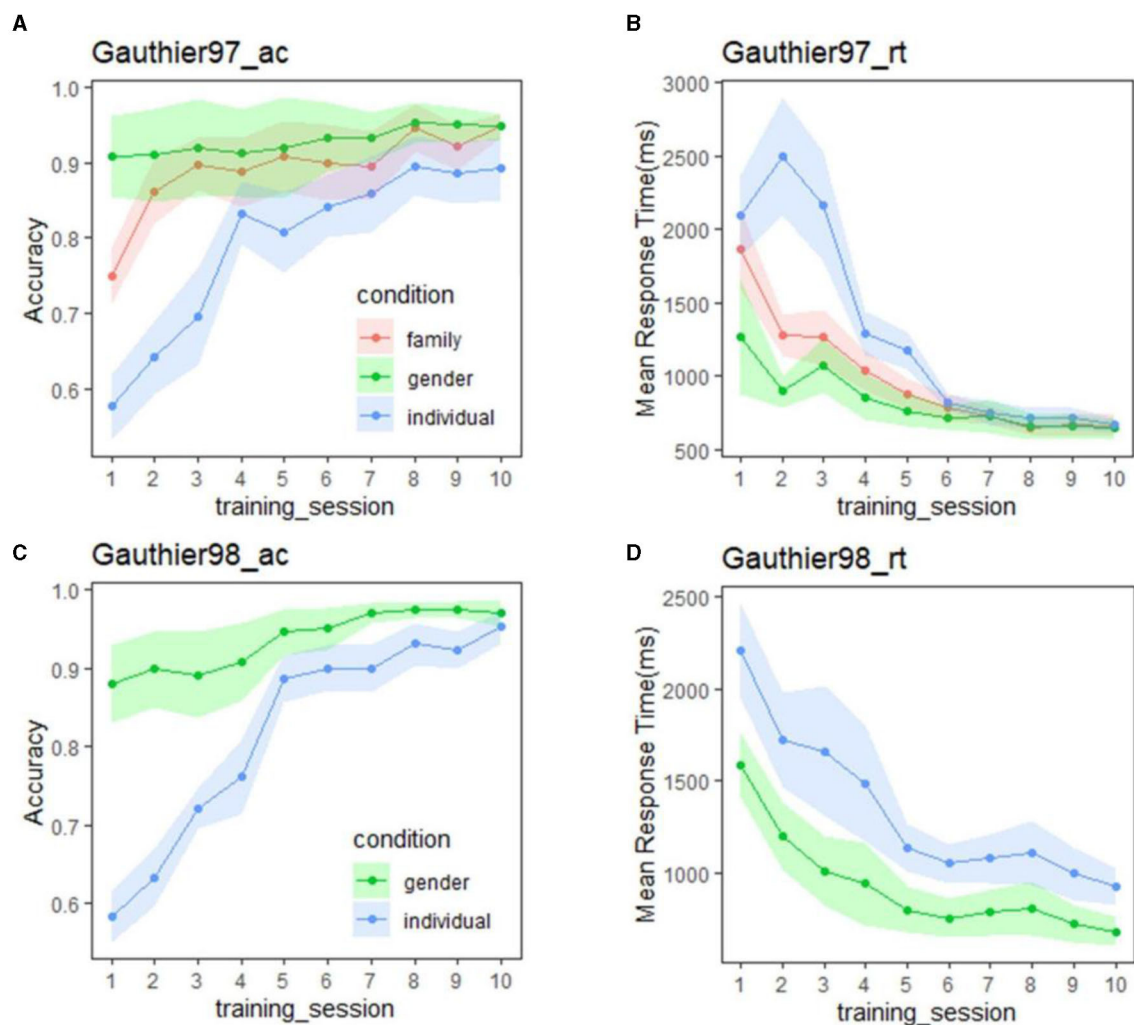 A
Gauthier97_ac
1.0
0.9
0.8
0.7
0.6
Accuracy
condition
family
gender
individual
1 2 3 4 5 6 7 8 9 10
training_session
B
Gauthier97_rt
3000
2500
2000
1500
1000
500
Mean Response Time(ms)
1 2 3 4 5 6 7 8 9 10
training_session
C
Gauthier98_ac
1.0
0.9
0.8
0.7
0.6
Accuracy
condition
gender
individual
1 2 3 4 5 6 7 8 9 10
training_session
D
Gauthier98_rt
2500
2000
1500
1000
Mean Response Time(ms)
1 2 3 4 5 6 7 8 9 10
training_session